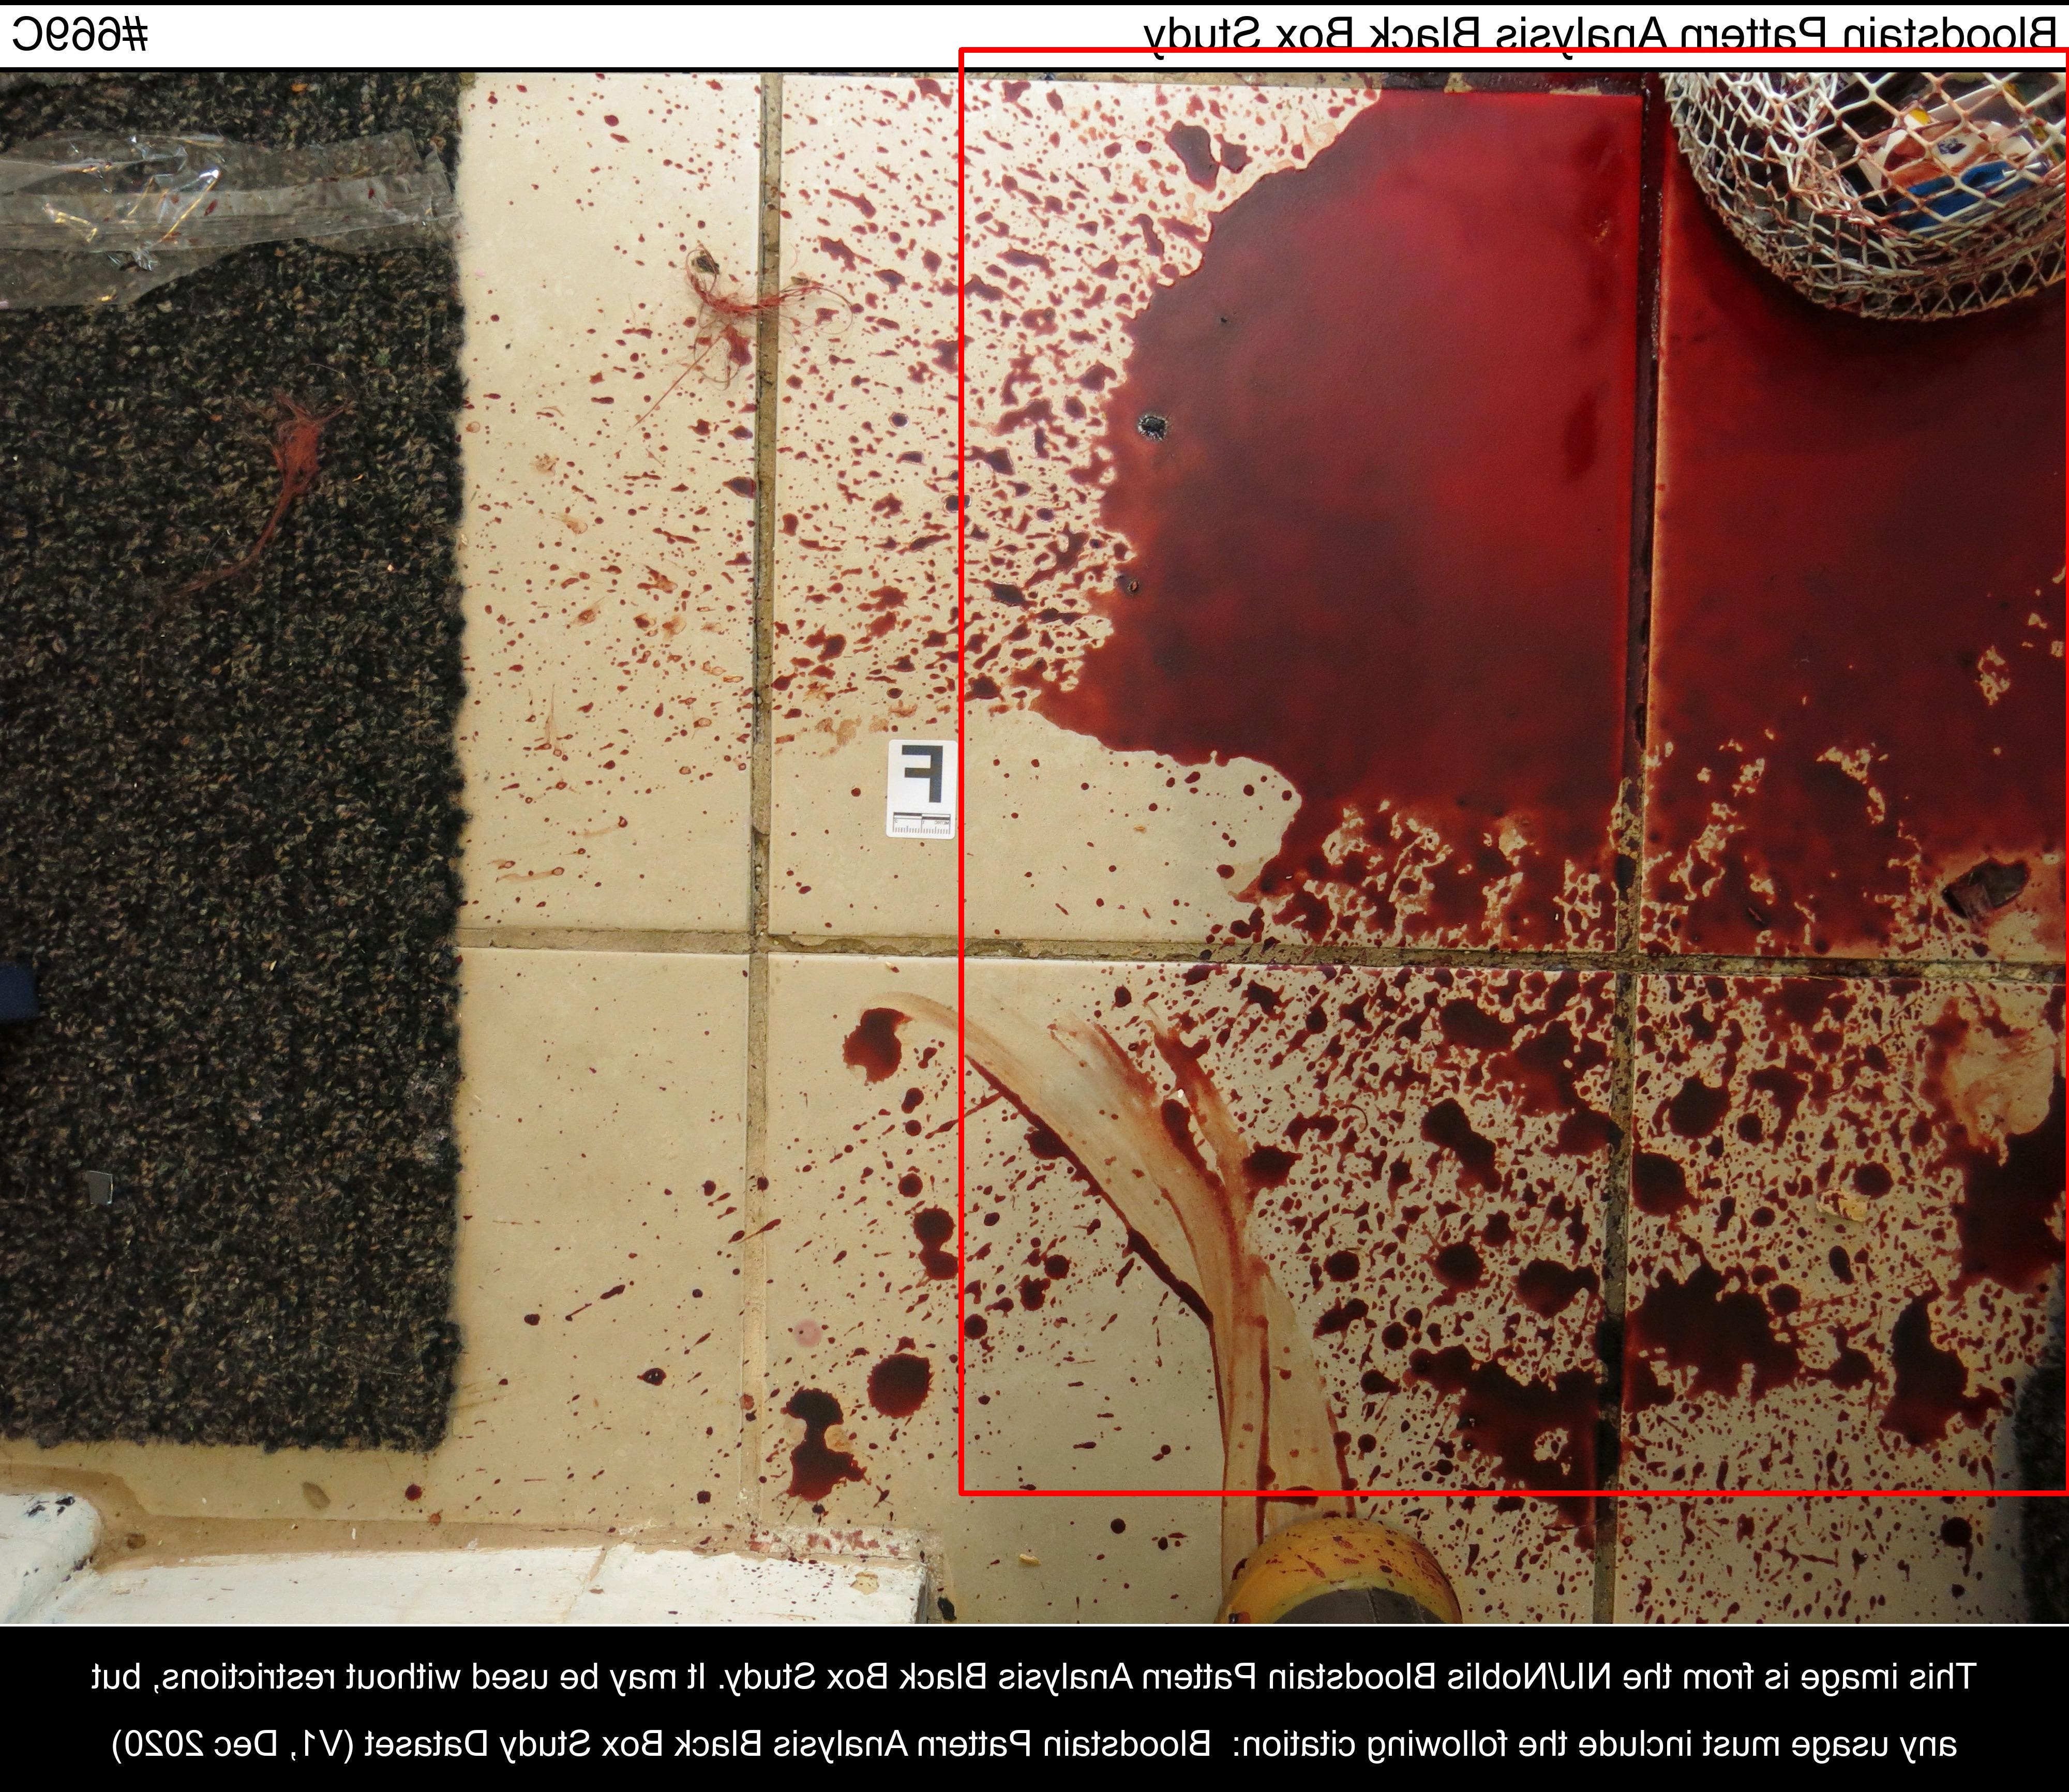 Bloodstain Pattern Analysis Black Box Study #669C
F
This image is from the NIJ/Noblis Bloodstain Pattern Analysis Black Box Study. It may be used without restrictions, but
any usage must include the following citation: Bloodstain Pattern Analysis Black Box Study Dataset (V1, Dec 2020)